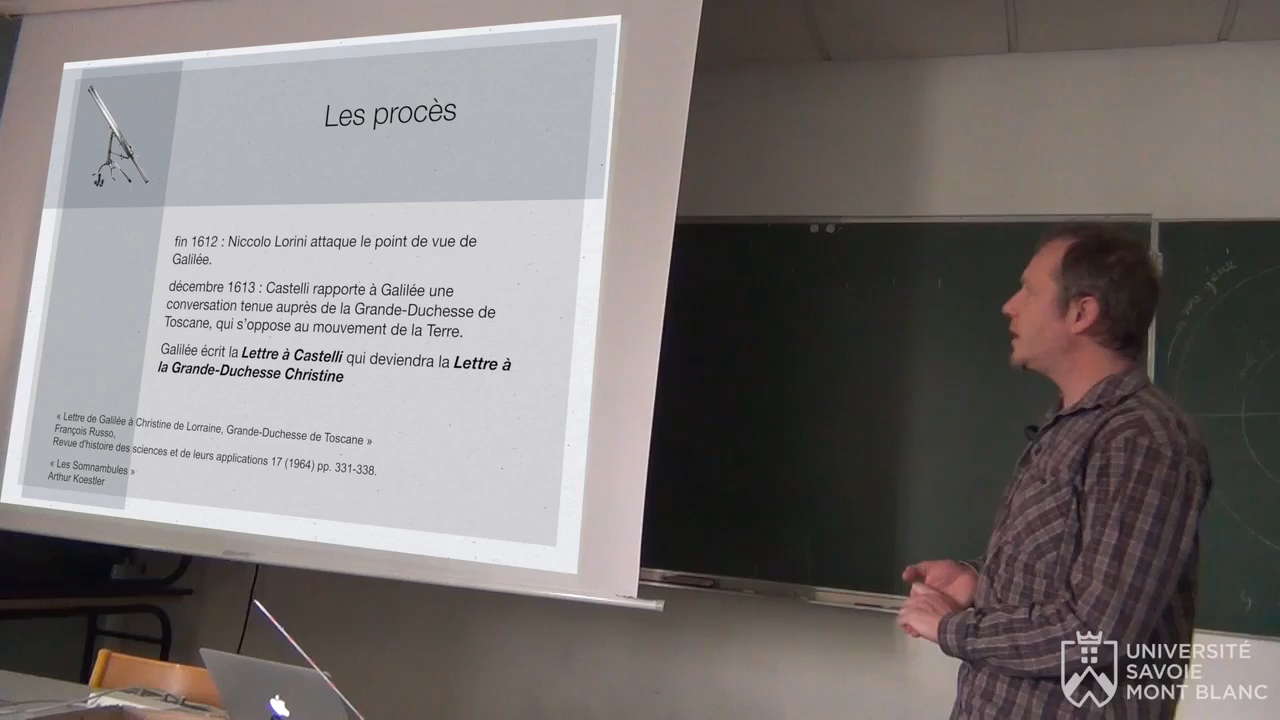 Les procès
fin 1612 : Niccolo Lorini attaque le point de vue de
Galilée.
décembre 1613 : Castelli rapporte à Galilée une
conversation tenue auprès de la Grande-Duchesse de
Toscane, qui s'oppose au mouvement de la Terre.
Galilée écrit la Lettre à Castelli qui deviendra la Lettre à
la Grande-Duchesse Christine
« Lettre de Galilée à Christine de Lorraine, Grande-Duchesse de Toscane »
François Russo,
Revue d'histoire des sciences et de leurs applications 17 (1964) pp. 331-338.
« Les Somnambules »
Arthur Koestler
UNIVERSITÉ
SAVOIE
MONT BLANC